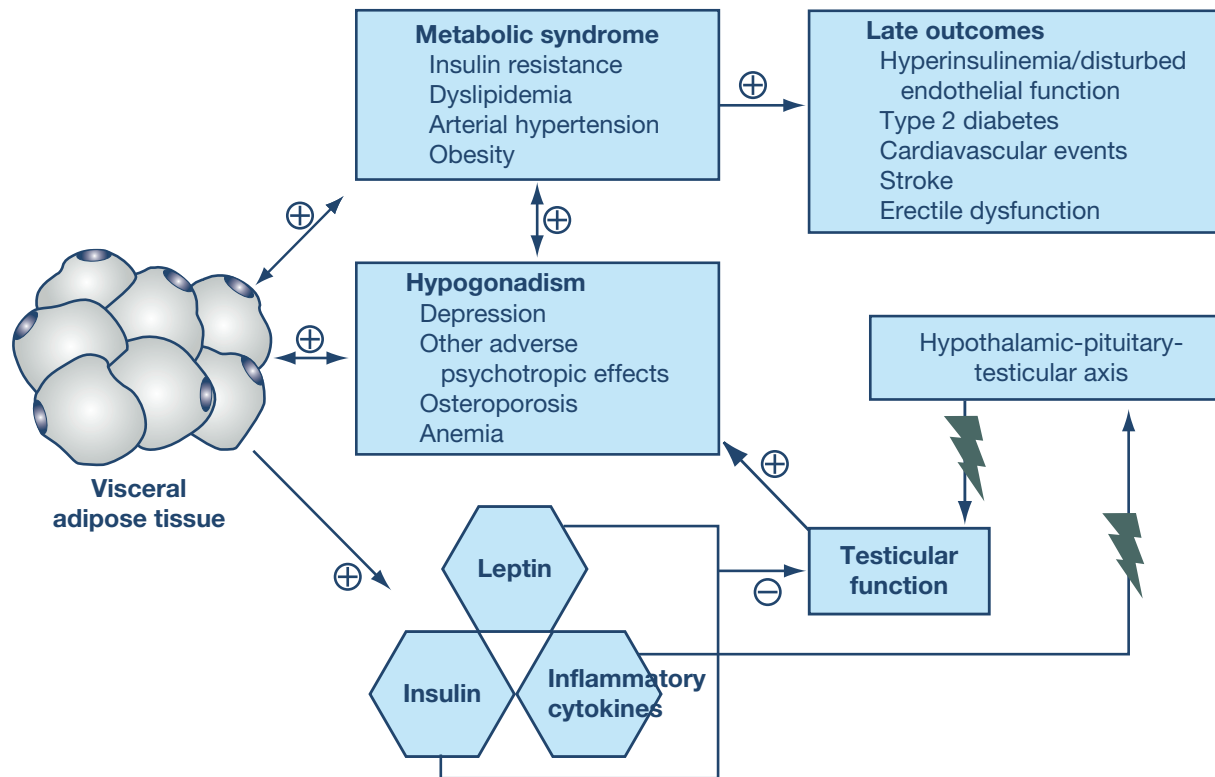 Metabolic syndrome
Insulin resistance
Dyslipidemia
Arterial hypertension
Obesity
⊕
Late outcomes
Hyperinsulinemia/disturbed
endothelial function
Type 2 diabetes
Cardiavascular events
Stroke
Erectile dysfunction
⊕
⊕
Hypogonadism
Depression
Other adverse
psychotropic effects
Osteroporosis
Anemia
⊕
Hypothalamic-pituitary-
testicular axis
Visceral
adipose tissue
⊕
⊕
Leptin
Insulin
Inflammatory
cytokines
⊖
Testicular
function